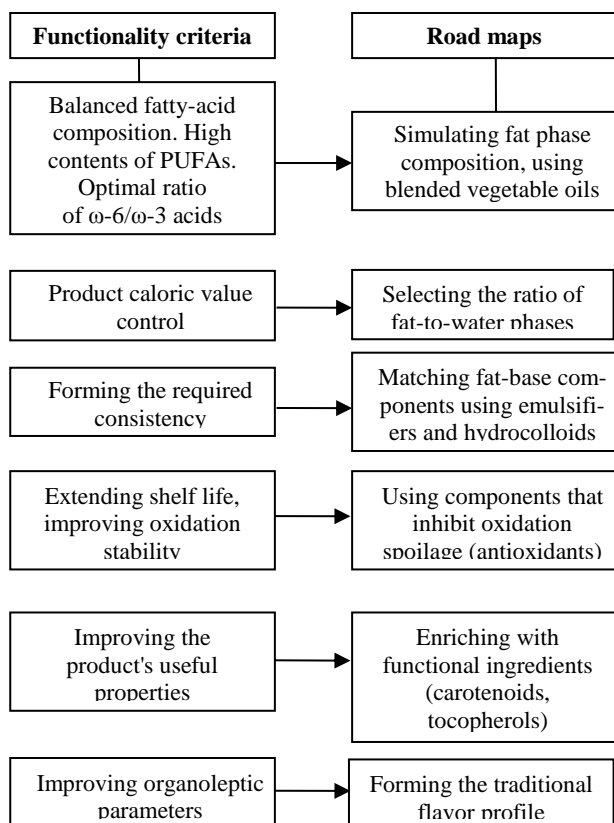 Functionality criteria
Road maps
Balanced fatty-acid
composition. High
contents of PUFAs.
Optimal ratio
of ω-6/ω-3 acids
Simulating fat phase
composition, using
blended vegetable oils
Product caloric value
control
Selecting the ratio of
fat-to-water phases
Forming the required
consistency
Matching fat-base com-
ponents using emulsifi-
ers and hydrocolloids
Extending shelf life,
improving oxidation
stability
Using components that
inhibit oxidation
spoilage (antioxidants)
Improving the
product's useful
properties
Enriching with
functional ingredients
(carotenoids,
tocopherols)
Improving organoleptic
parameters
Forming the traditional
flavor profile